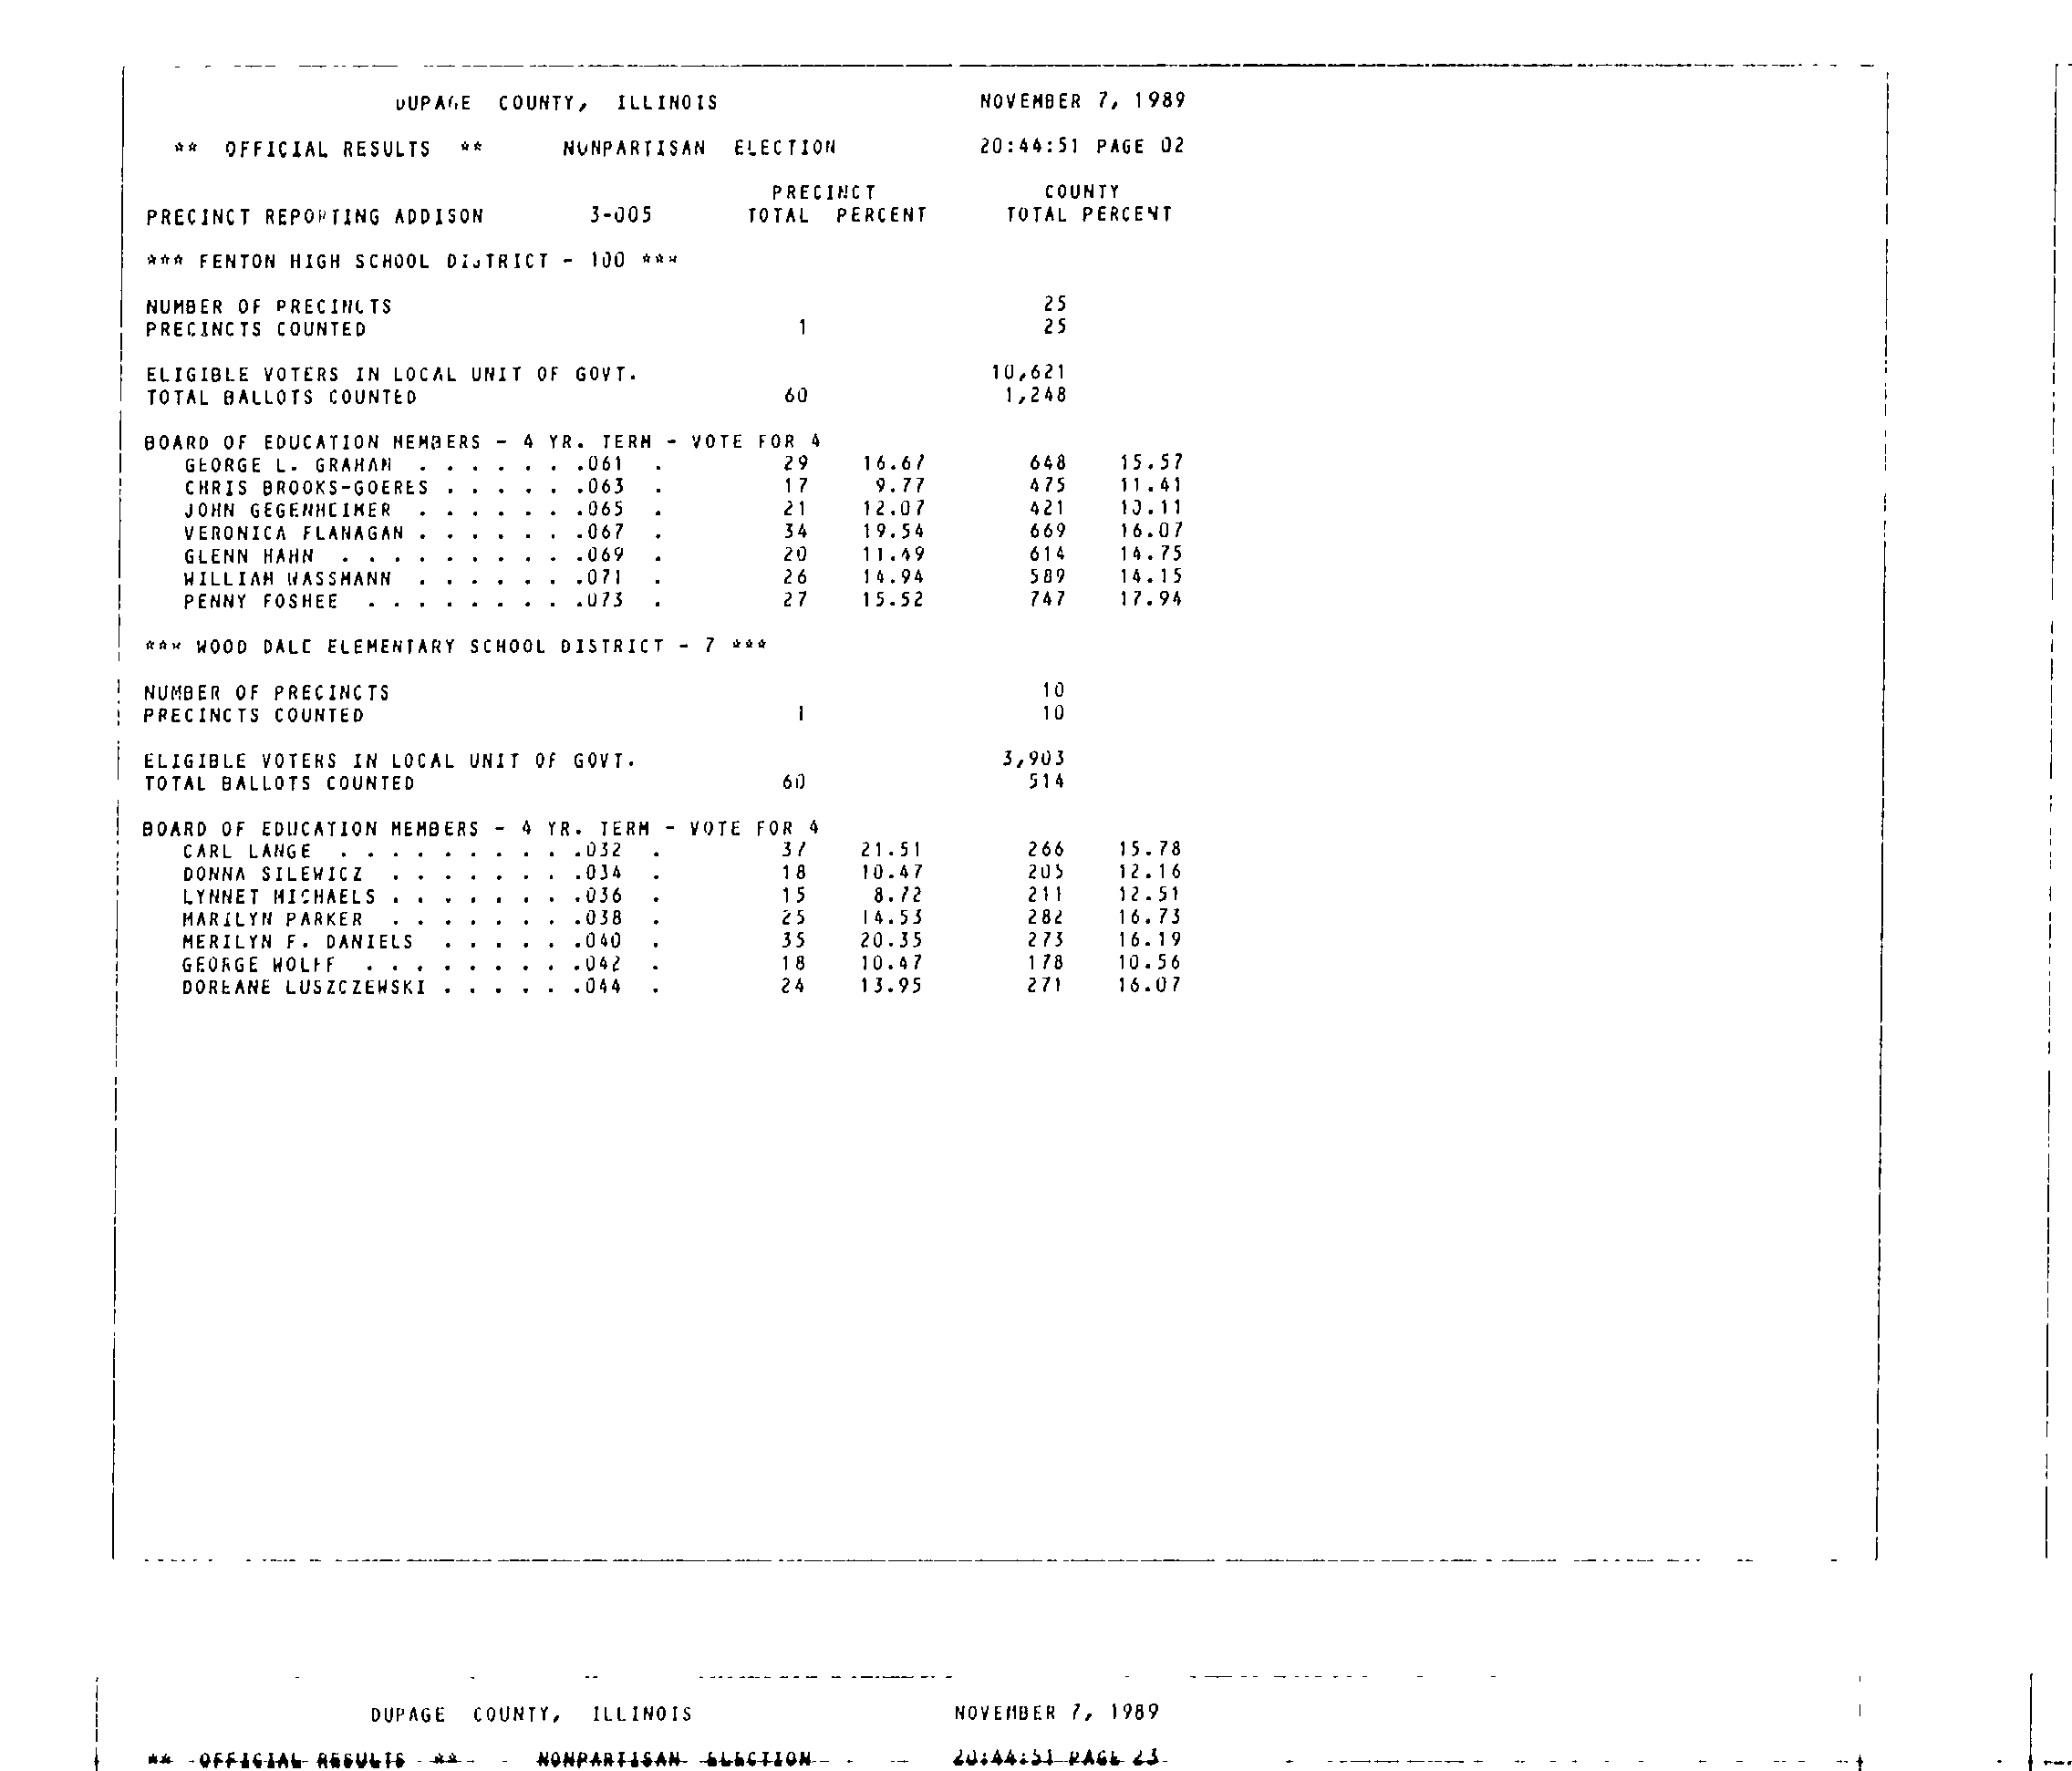 DUPAGE COUNTY, ILLINOIS NOVEMBER 7, 1989
** OFFICIAL RESULTS ** NONPARTISAN ELECTION 20:44:51 PAGE 02
PRECINCT COUNTY
PRECINCT REPORTING ADDISON 3-005 TOTAL PERCENT TOTAL PERCENT
*** FENTON HIGH SCHOOL DISTRICT - 100 ***
NUMBER OF PRECINCTS 25
PRECINCTS COUNTED 1 25
ELIGIBLE VOTERS IN LOCAL UNIT OF GOVT. 10,621
TOTAL BALLOTS COUNTED 60 1,248
BOARD OF EDUCATION MEMBERS - 4 YR. TERM - VOTE FOR 4
GEORGE L. GRAHAM . . . . . . .061 . 29 16.67 648 15.57
CHRIS BROOKS-GOERES . . . . . .063 . 17 9.77 475 11.41
JOHN GEGENHEIMER . . . . . . .065 . 21 12.07 421 10.11
VERONICA FLANAGAN . . . . . . .067 . 34 19.54 669 16.07
GLENN HAHN . . . . . . . . . .069 . 20 11.49 614 14.75
WILLIAM WASSMANN . . . . . . .071 . 26 14.94 589 14.15
PENNY FOSHEE . . . . . . . . .073 . 27 15.52 747 17.94
*** WOOD DALE ELEMENTARY SCHOOL DISTRICT - 7 ***
NUMBER OF PRECINCTS 10
PRECINCTS COUNTED 1 10
ELIGIBLE VOTERS IN LOCAL UNIT OF GOVT. 3,903
TOTAL BALLOTS COUNTED 60 514
BOARD OF EDUCATION MEMBERS - 4 YR. TERM - VOTE FOR 4
CARL LANGE . . . . . . . . . .032 . 37 21.51 266 15.78
DONNA SILEWICZ . . . . . . . .034 . 18 10.47 205 12.16
LYNNET MICHAELS . . . . . . . .036 . 15 8.72 211 12.51
MARILYN PARKER . . . . . . . .038 . 25 14.53 282 16.73
MERILYN F. DANIELS . . . . . .040 . 35 20.35 273 16.19
GEORGE WOLFF . . . . . . . . .042 . 18 10.47 178 10.56
DOREANE LUSZCZEWSKI . . . . . .044 . 24 13.95 271 16.07
DUPAGE COUNTY, ILLINOIS NOVEMBER 7, 1989
** OFFICIAL RESULTS ** NONPARTISAN ELECTION 20:44:51 PAGE 23